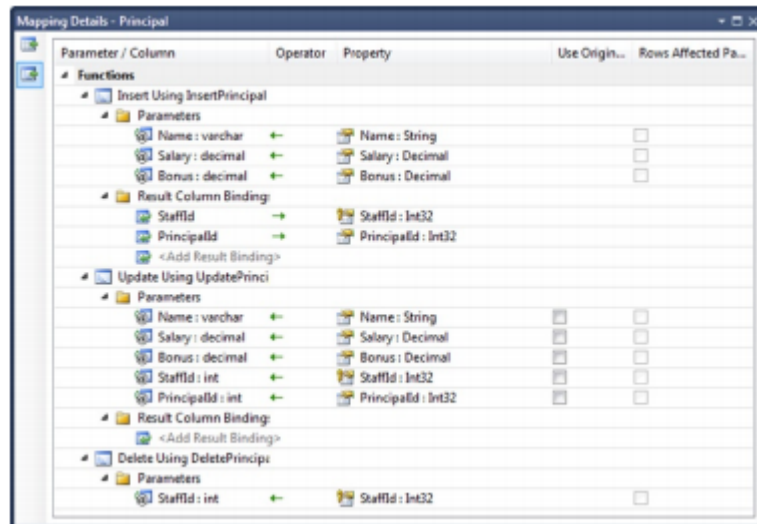 Mapping Details - Principal
Parameter / Column Operator Property Use Origin... Rows Affected Pa...
Functions
Insert Using InsertPrincipal
Parameters
Name : varchar ← Name : String
Salary : decimal ← Salary : Decimal
Bonus : decimal ← Bonus : Decimal
Result Column Bindings
StaffId → StaffId : Int32
PrincipalId → PrincipalId : Int32
<Add Result Binding>
Update Using UpdatePrinci
Parameters
Name : varchar ← Name : String
Salary : decimal ← Salary : Decimal
Bonus : decimal ← Bonus : Decimal
StaffId : int ← StaffId : Int32
PrincipalId : int ← PrincipalId : Int32
Result Column Bindings
<Add Result Binding>
Delete Using DeletePrincipa
Parameters
StaffId : int ← StaffId : Int32